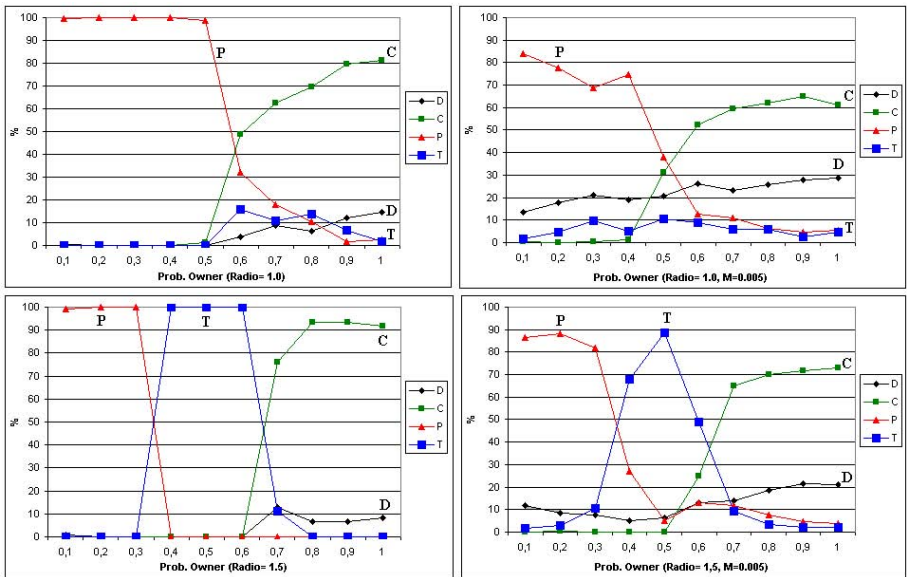 100
90
80
70
60
50
40
30
20
10
0
%
P
C
D
T
D
C
P
T
0,1 0,2 0,3 0,4 0,5 0,6 0,7 0,8 0,9 1
Prob. Owner (Radio= 1.0)
100
90
80
70
60
50
40
30
20
10
0
%
P
C
D
T
D
C
P
T
0,1 0,2 0,3 0,4 0,5 0,6 0,7 0,8 0,9 1
Prob. Owner (Radio= 1.0, M=0.005)
100
90
80
70
60
50
40
30
20
10
0
%
P
T
C
D
D
C
P
T
0,1 0,2 0,3 0,4 0,5 0,6 0,7 0,8 0,9 1
Prob. Owner (Radio= 1.5)
100
90
80
70
60
50
40
30
20
10
0
%
P
T
C
D
D
C
P
T
0,1 0,2 0,3 0,4 0,5 0,6 0,7 0,8 0,9 1
Prob. Owner (Radio= 1,5, M=0.005)